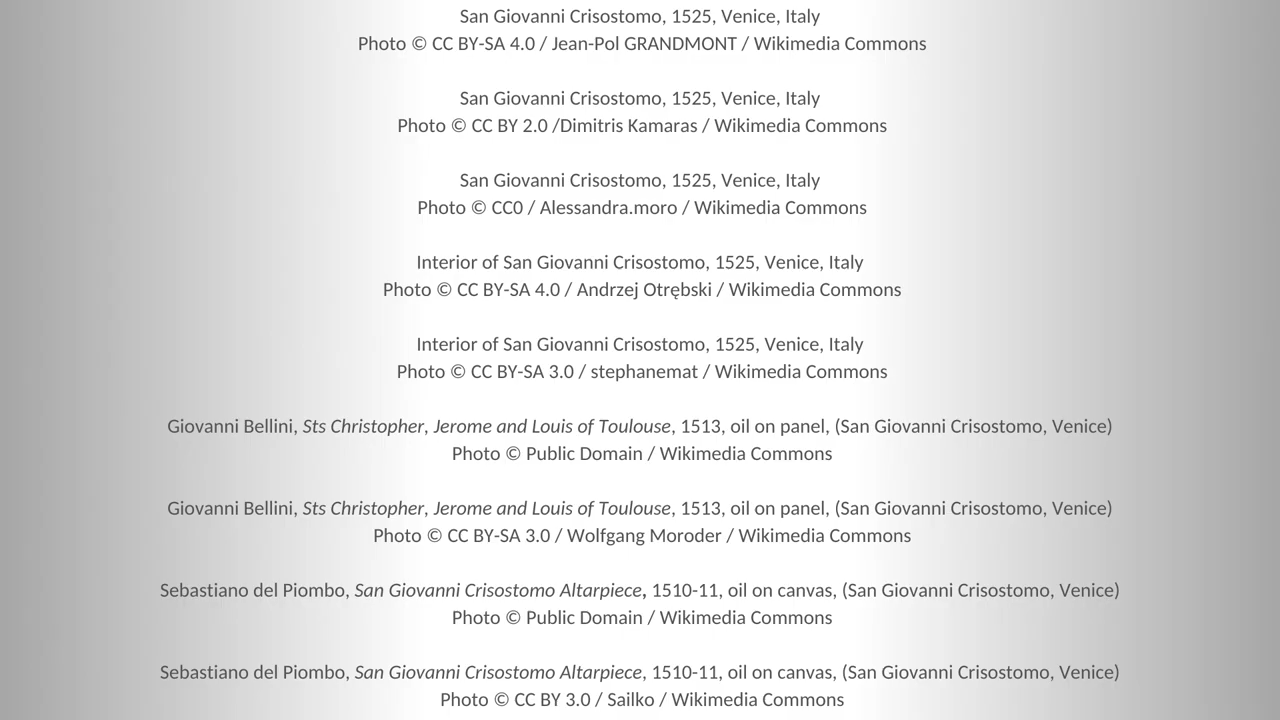 San Giovanni Crisostomo, 1525, Venice, Italy
Photo © CC BY-SA 4.0 / Jean-Pol GRANDMONT / Wikimedia Commons
San Giovanni Crisostomo, 1525, Venice, Italy
Photo © CC BY 2.0 /Dimitris Kamaras / Wikimedia Commons
San Giovanni Crisostomo, 1525, Venice, Italy
Photo © CC0 / Alessandra.moro / Wikimedia Commons
Interior of San Giovanni Crisostomo, 1525, Venice, Italy
Photo © CC BY-SA 4.0 / Andrzej Otrębski / Wikimedia Commons
Interior of San Giovanni Crisostomo, 1525, Venice, Italy
Photo © CC BY-SA 3.0 / stephanemat / Wikimedia Commons
Giovanni Bellini, Sts Christopher, Jerome and Louis of Toulouse, 1513, oil on panel, (San Giovanni Crisostomo, Venice)
Photo © Public Domain / Wikimedia Commons
Giovanni Bellini, Sts Christopher, Jerome and Louis of Toulouse, 1513, oil on panel, (San Giovanni Crisostomo, Venice)
Photo © CC BY-SA 3.0 / Wolfgang Moroder / Wikimedia Commons
Sebastiano del Piombo, San Giovanni Crisostomo Altarpiece, 1510-11, oil on canvas, (San Giovanni Crisostomo, Venice)
Photo © Public Domain / Wikimedia Commons
Sebastiano del Piombo, San Giovanni Crisostomo Altarpiece, 1510-11, oil on canvas, (San Giovanni Crisostomo, Venice)
Photo © CC BY 3.0 / Sailko / Wikimedia Commons